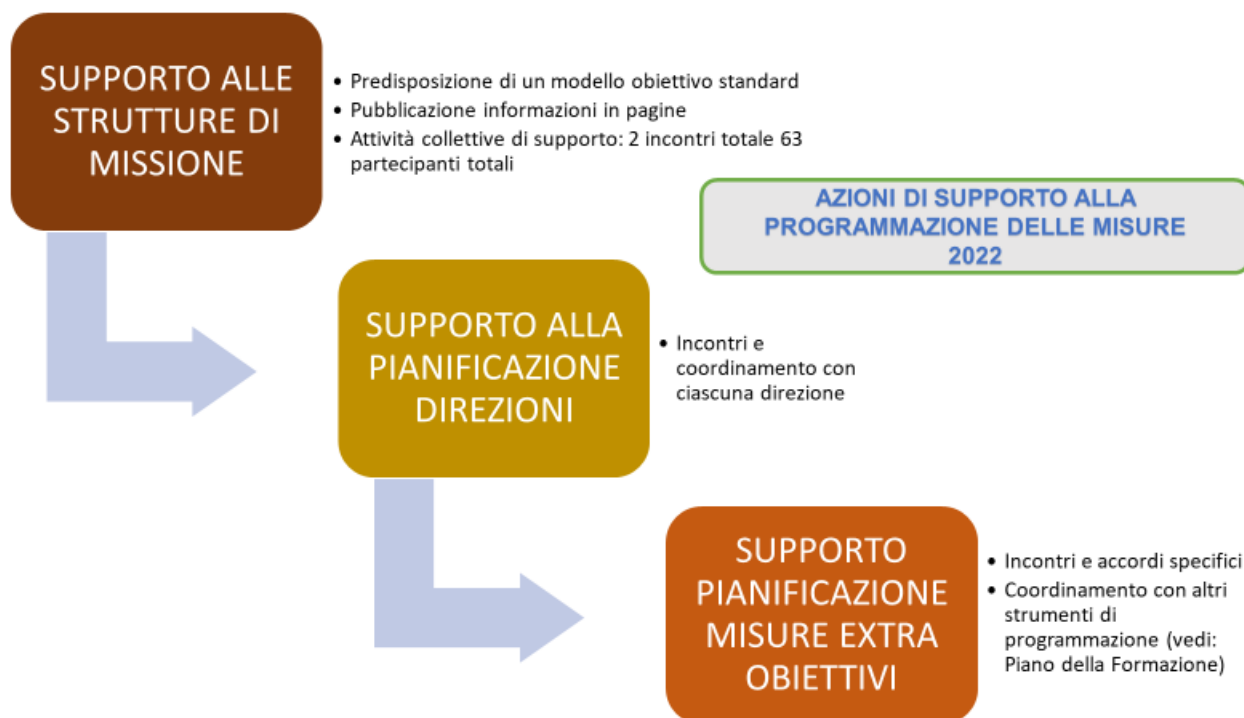 SUPPORTO ALLE
STRUTTURE DI
MISSIONE
• Predisposizione di un modello obiettivo standard
• Pubblicazione informazioni in pagine
• Attività collettive di supporto: 2 incontri totale 63
partecipanti totali
AZIONI DI SUPPORTO ALLA
PROGRAMMAZIONE DELLE MISURE
2022
SUPPORTO ALLA
PIANIFICAZIONE
DIREZIONI
• Incontri e
coordinamento con
ciascuna direzione
SUPPORTO
PIANIFICAZIONE
MISURE EXTRA
OBIETTIVI
• Incontri e accordi specifici
• Coordinamento con altri
strumenti di
programmazione (vedi:
Piano della Formazione)